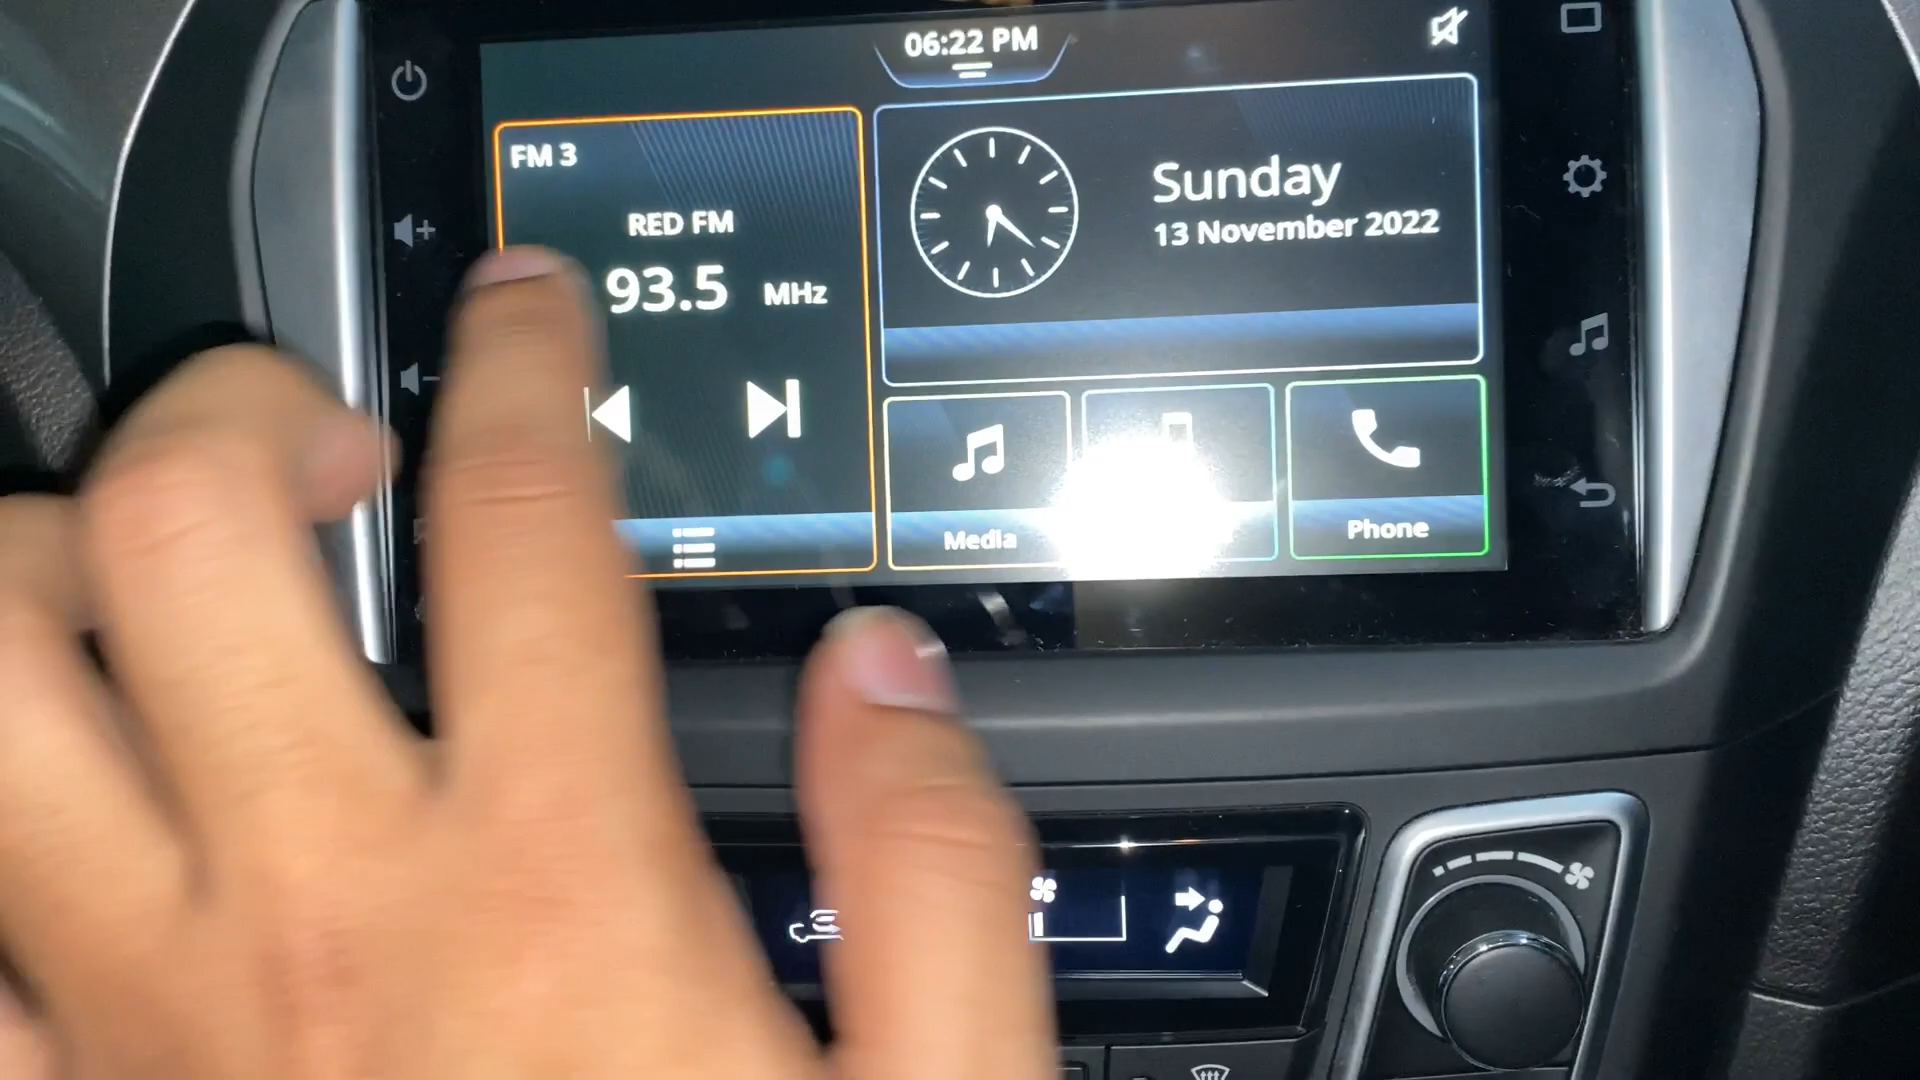 06:22 PM
FM 3
RED FM
93.5 MHz
Sunday
13 November 2022
Media
Phone